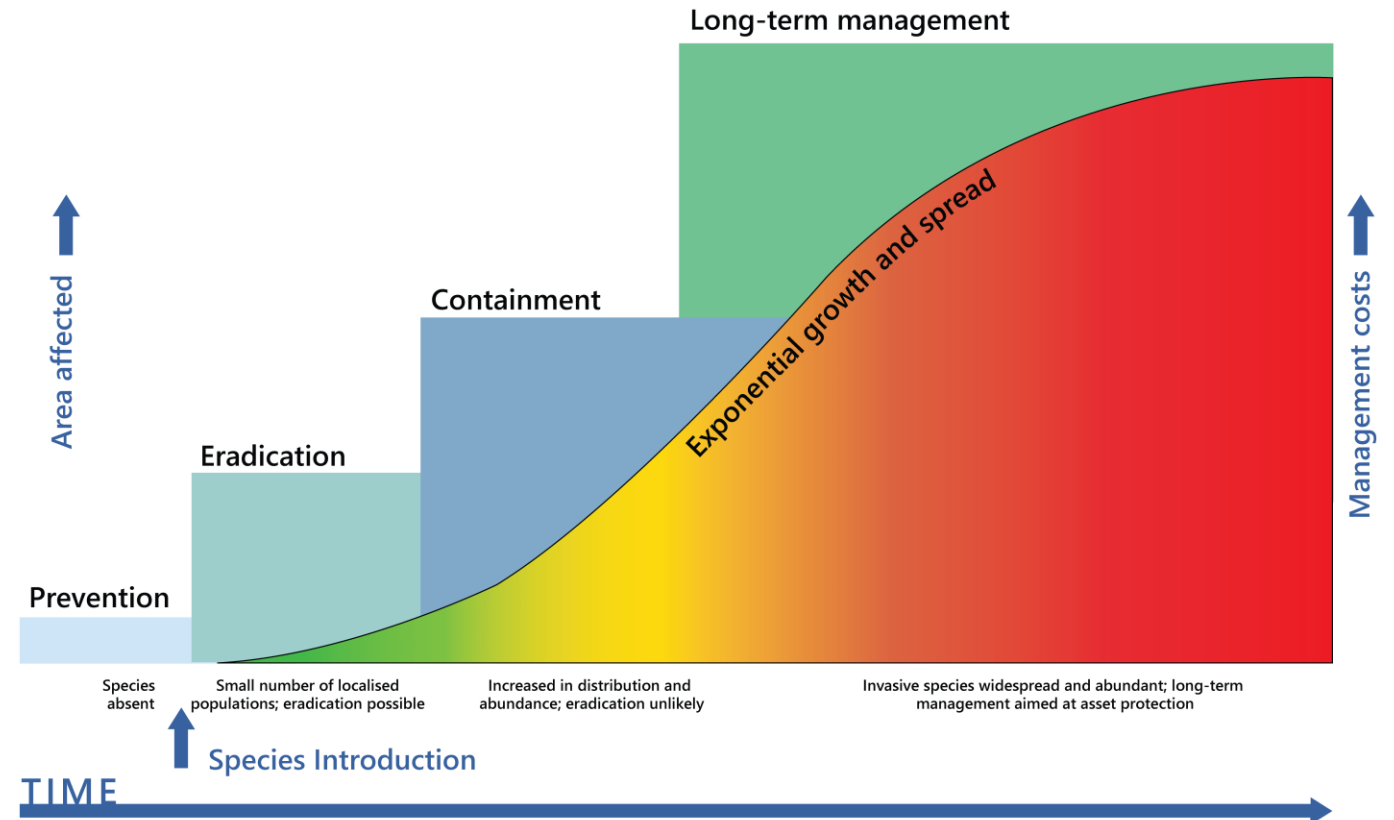 Long-term management
Containment
Eradication
Prevention
Area affected
Exponential growth and spread
Management costs
Species
absent
Small number of localised
populations; eradication possible
Increased in distribution and
abundance; eradication unlikely
Invasive species widespread and abundant; long-term
management aimed at asset protection
Species Introduction
TIME